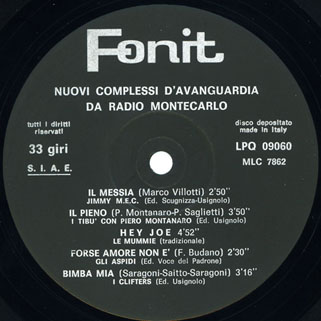 Fonit
NUOVI COMPLESSI D'AVANGUARDIA
DA RADIO MONTECARLO
tutti i diritti
riservati
disco depositato
made in Italy
33 giri
LPQ 09060
S. I. A. E.
MLC 7862
IL MESSIA (Marco Villotti) 2'50''
JIMMY M.E.C. (Ed. Scugnizza-Usignolo)
IL PIENO (P. Montanaro-P. Saglietti) 3'50''
I TIBU' CON PIERO MONTANARO (Ed. Usignolo)
HEY JOE 4'52''
LE MUMMIE (tradizionale)
FORSE AMORE NON E' (F. Budano) 2'30''
GLI ASPIDI (Ed. Voce del Padrone)
BIMBA MIA (Saragoni-Saitto-Saragoni) 3'16''
I CLIFTERS (Ed. Usignolo)